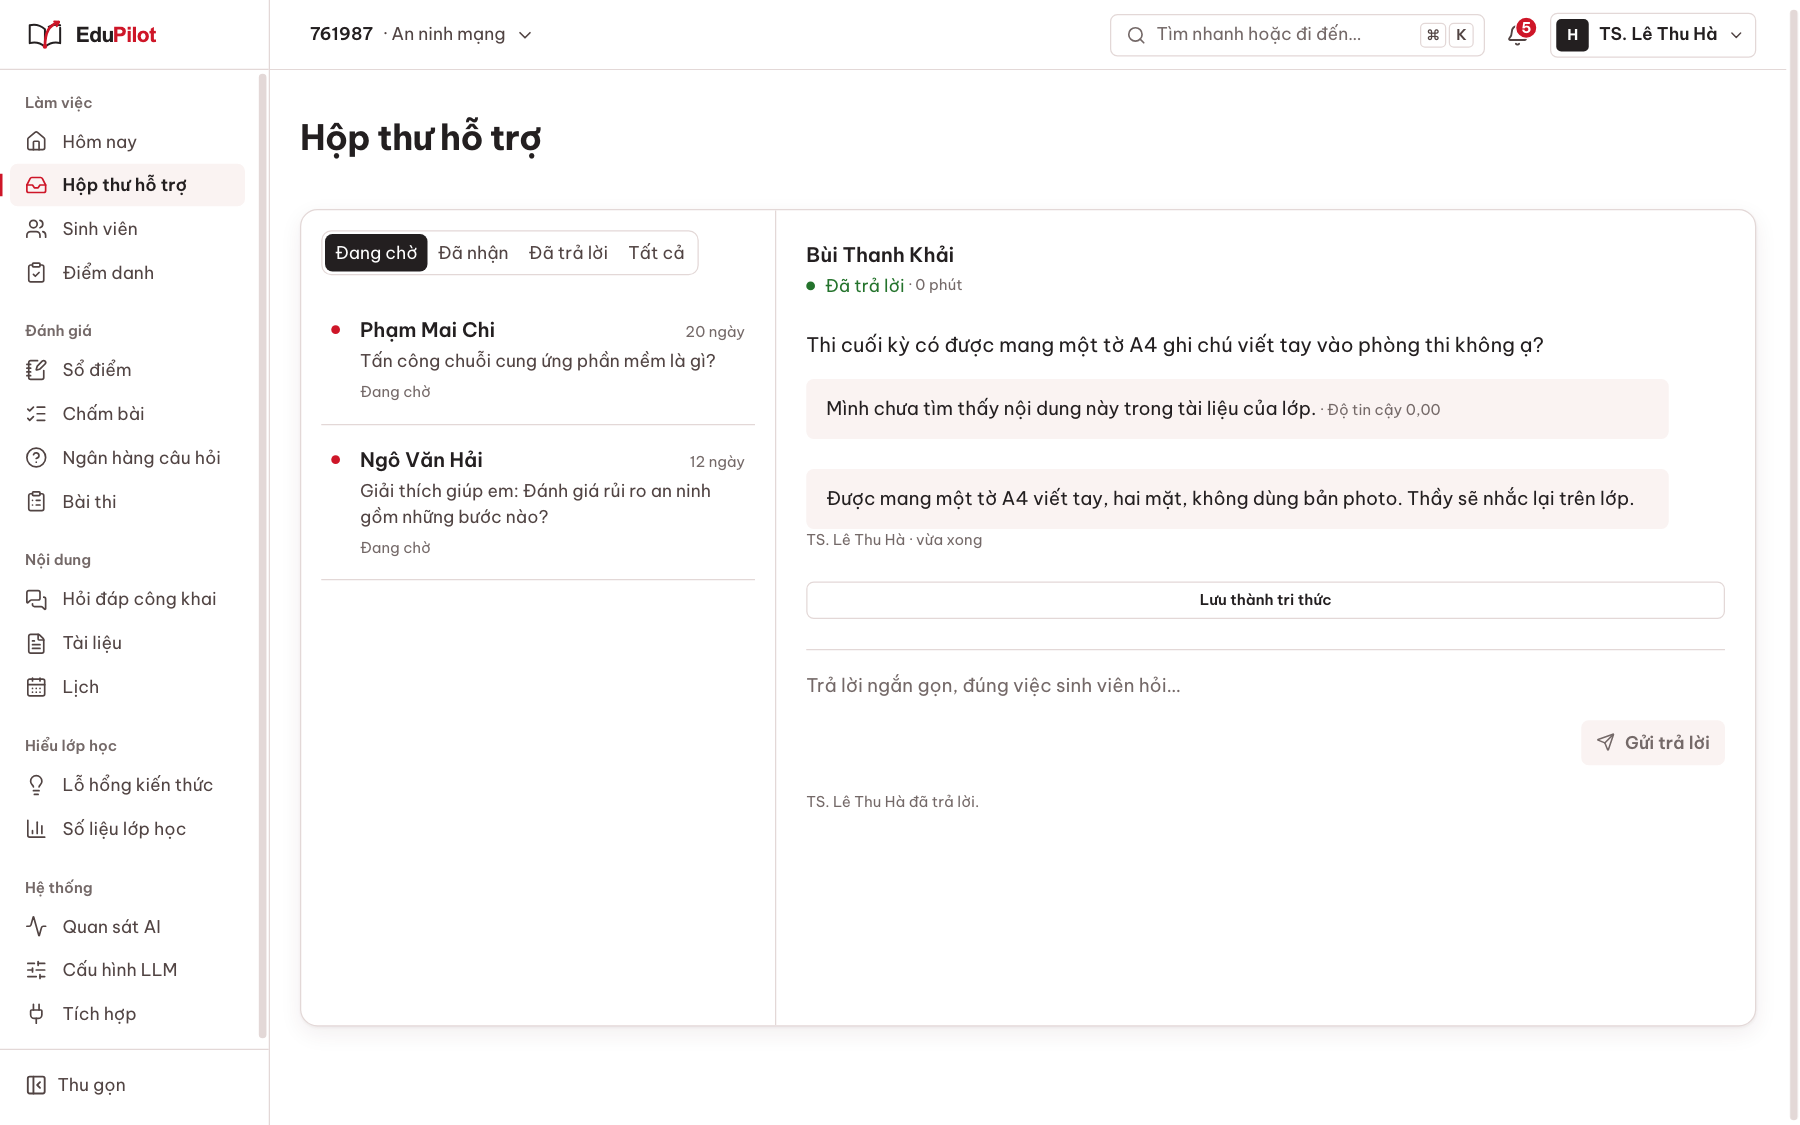 EduPilot
761987 · An ninh mạng
Tìm nhanh hoặc đi đến...
⌘ K
5
H
TS. Lê Thu Hà
Làm việc
Hôm nay
Hộp thư hỗ trợ
Sinh viên
Điểm danh
Đánh giá
Sổ điểm
Chấm bài
Ngân hàng câu hỏi
Bài thi
Nội dung
Hỏi đáp công khai
Tài liệu
Lịch
Hiểu lớp học
Lỗ hổng kiến thức
Số liệu lớp học
Hệ thống
Quan sát AI
Cấu hình LLM
Tích hợp
Thu gọn
Hộp thư hỗ trợ
Đang chờ Đã nhận Đã trả lời Tất cả
Phạm Mai Chi 20 ngày
Tấn công chuỗi cung ứng phần mềm là gì?
Đang chờ
Ngô Văn Hải 12 ngày
Giải thích giúp em: Đánh giá rủi ro an ninh
gồm những bước nào?
Đang chờ
Bùi Thanh Khải
Đã trả lời · 0 phút
Thi cuối kỳ có được mang một tờ A4 ghi chú viết tay vào phòng thi không ạ?
Mình chưa tìm thấy nội dung này trong tài liệu của lớp. · Độ tin cậy 0,00
Được mang một tờ A4 viết tay, hai mặt, không dùng bản photo. Thầy sẽ nhắc lại trên lớp.
TS. Lê Thu Hà · vừa xong
Lưu thành tri thức
Trả lời ngắn gọn, đúng việc sinh viên hỏi...
Gửi trả lời
TS. Lê Thu Hà đã trả lời.